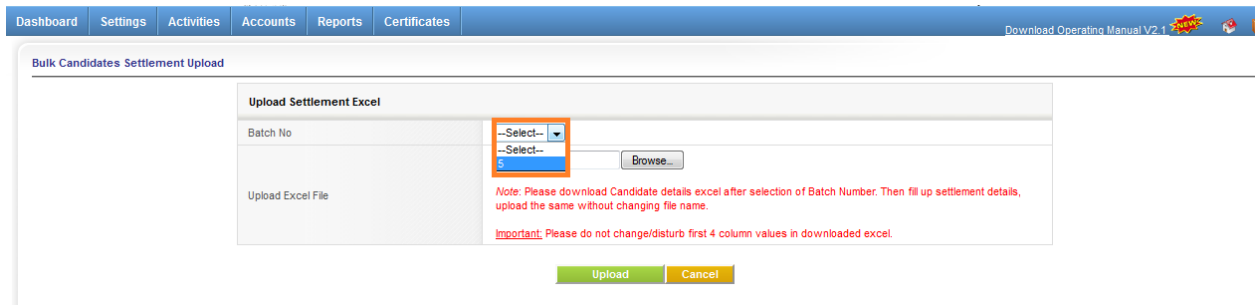 Dashboard Settings Activities Accounts Reports Certificates
Download Operating Manual V2.1 NEW
Bulk Candidates Settlement Upload
Upload Settlement Excel
Batch No
--Select--
--Select--
5
Browse...
Upload Excel File
Note: Please download Candidate details excel after selection of Batch Number. Then fill up settlement details,
upload the same without changing file name.
Important: Please do not change/disturb first 4 column values in downloaded excel.
Upload Cancel